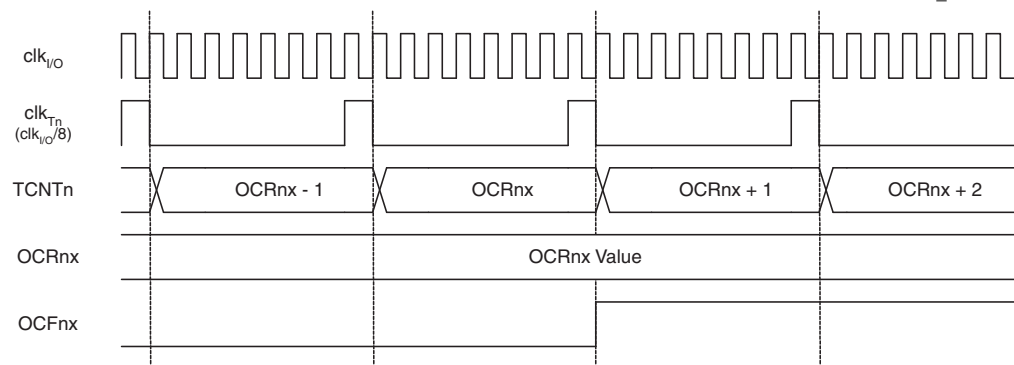 clkI/O
clkTn
(clkI/O/8)
TCNTn OCRnx - 1 OCRnx OCRnx + 1 OCRnx + 2
OCRnx OCRnx Value
OCFnx